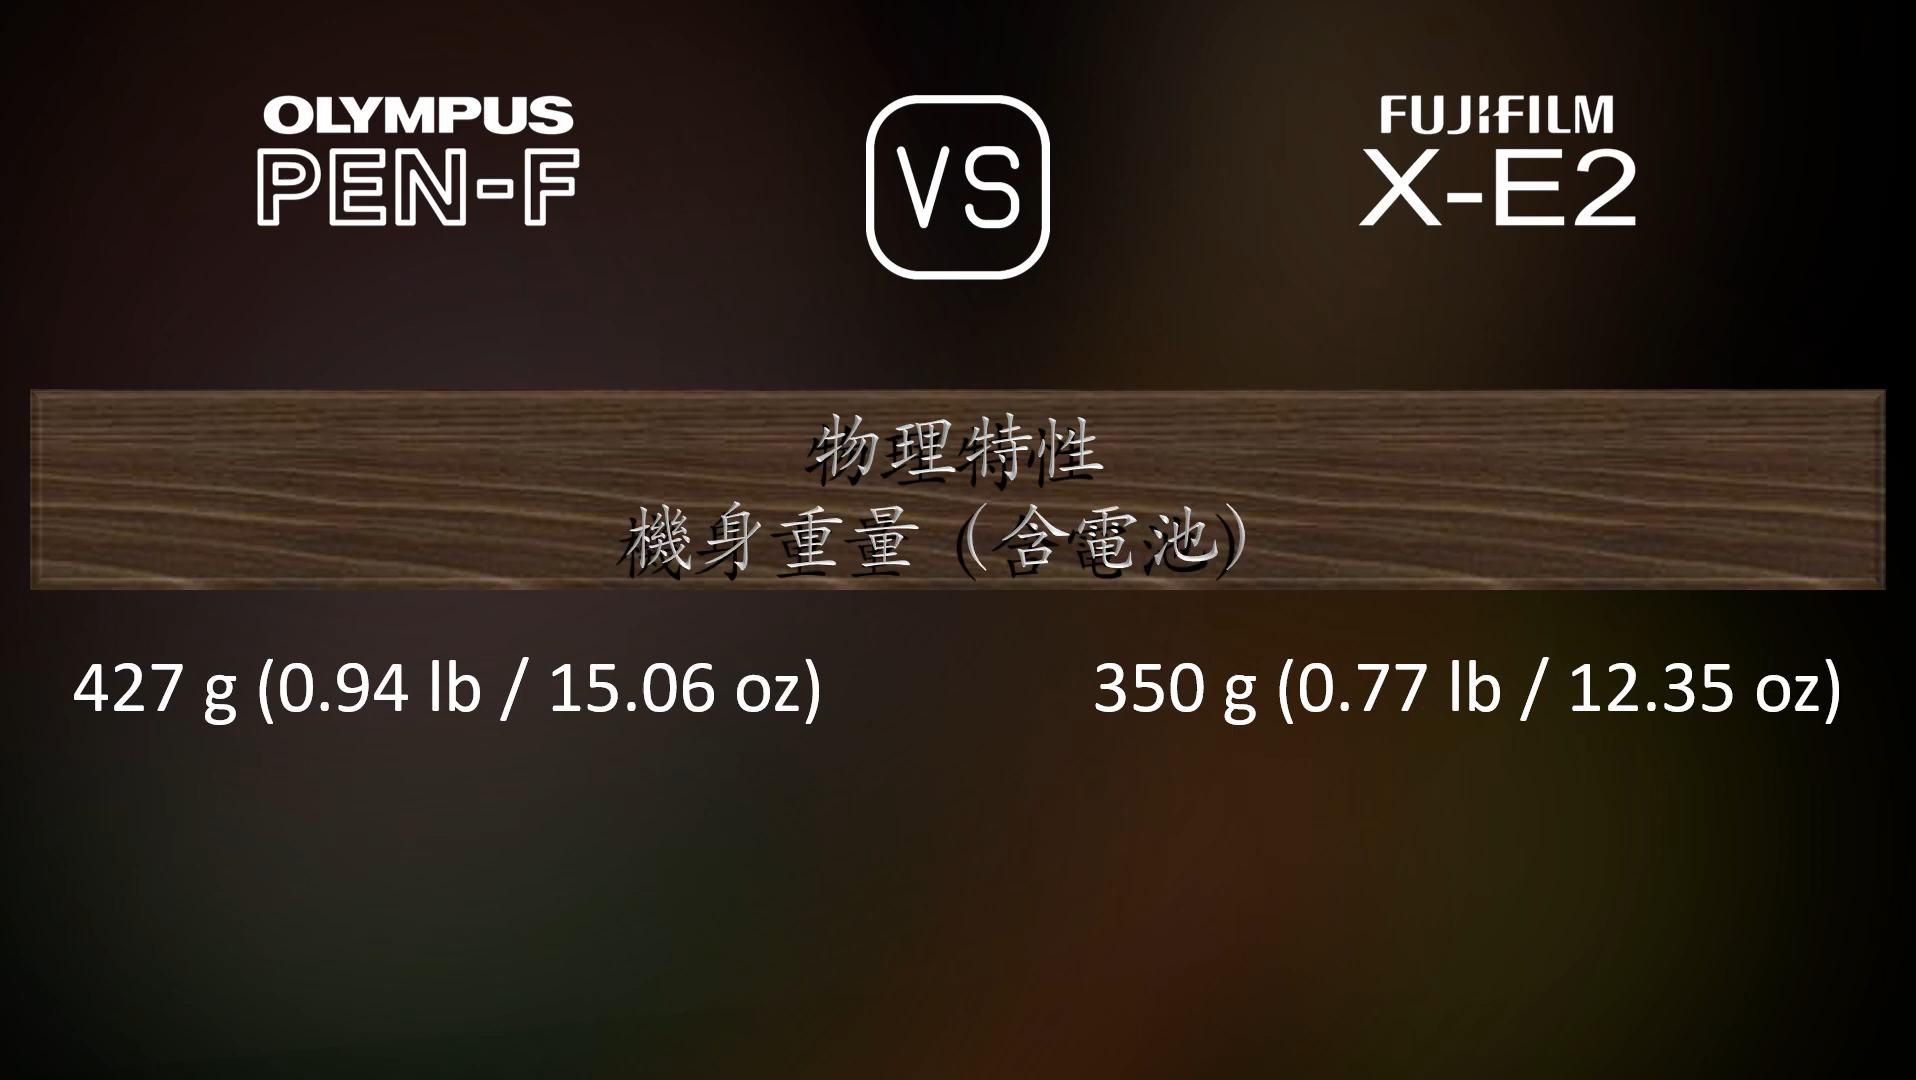 OLYMPUS
PEN-F
VS
FUJIFILM
X-E2
物理特性
機身重量 (含電池)
427 g (0.94 lb / 15.06 oz)
350 g (0.77 lb / 12.35 oz)